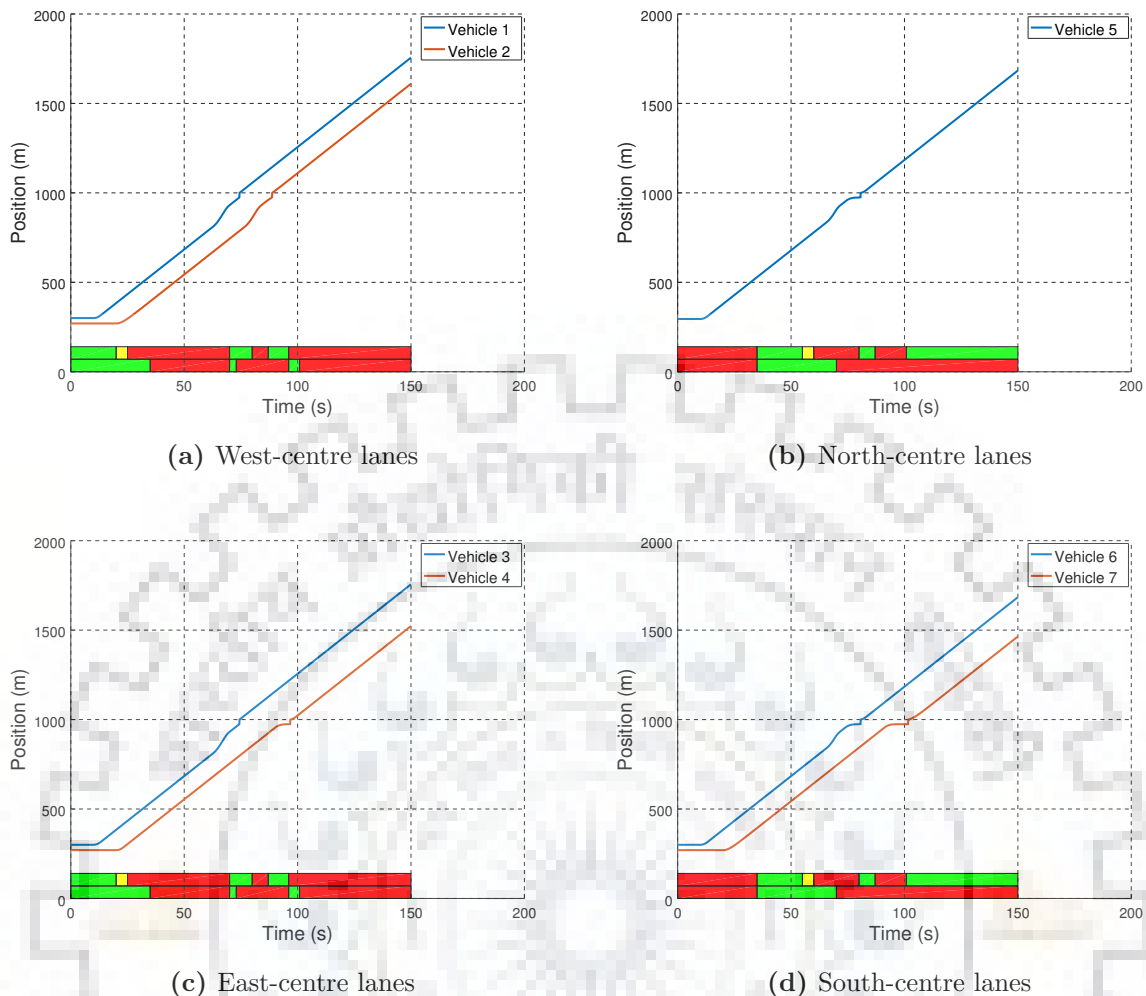 2000
1500
1000
500
0
Position (m)
Vehicle 1
Vehicle 2
0 50 100 150 200
Time (s)
(a) West-centre lanes
2000
1500
1000
500
0
Position (m)
Vehicle 5
0 50 100 150 200
Time (s)
(b) North-centre lanes
2000
1500
1000
500
0
Position (m)
Vehicle 3
Vehicle 4
0 50 100 150 200
Time (s)
(c) East-centre lanes
2000
1500
1000
500
0
Position (m)
Vehicle 6
Vehicle 7
0 50 100 150 200
Time (s)
(d) South-centre lanes